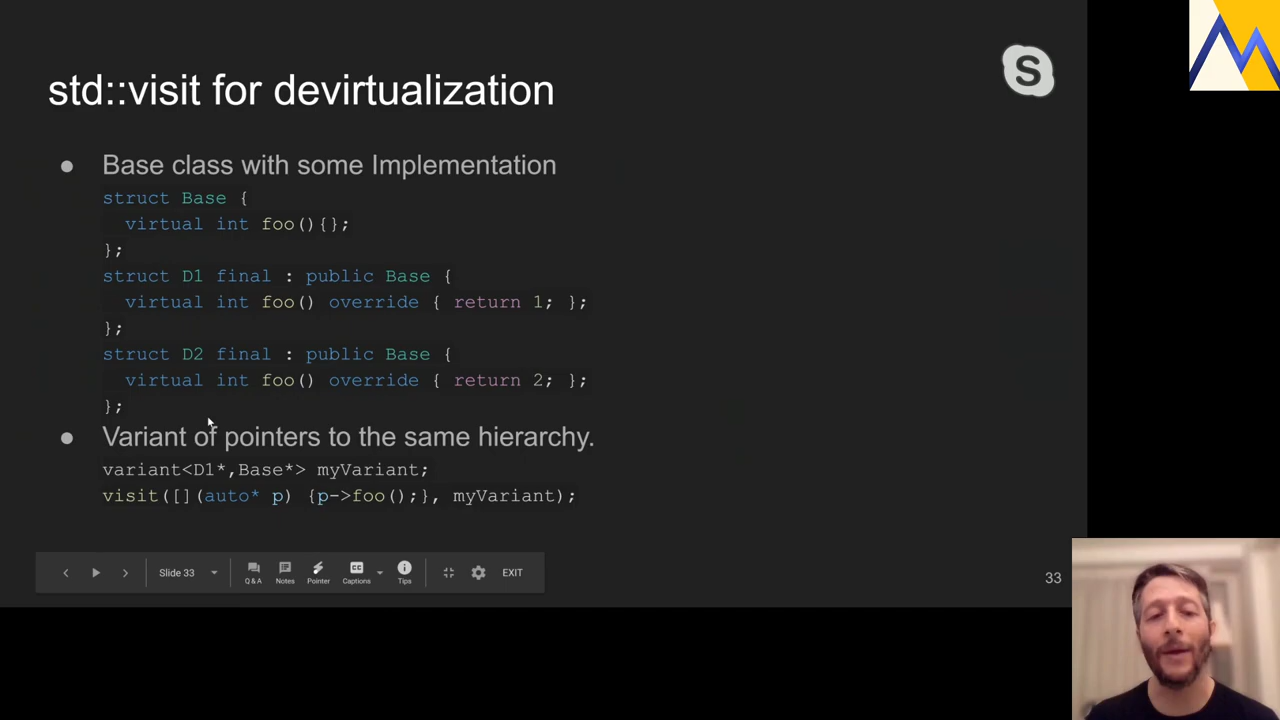 std::visit for devirtualization
● Base class with some Implementation
struct Base {
virtual int foo(){};
};
struct D1 final : public Base {
virtual int foo() override { return 1; };
};
struct D2 final : public Base {
virtual int foo() override { return 2; };
};
● Variant of pointers to the same hierarchy.
variant<D1*,Base*> myVariant;
visit([](auto* p) {p->foo();}, myVariant);
Slide 33
Q & A
Notes
Pointer
Captions
Tips
EXIT
33